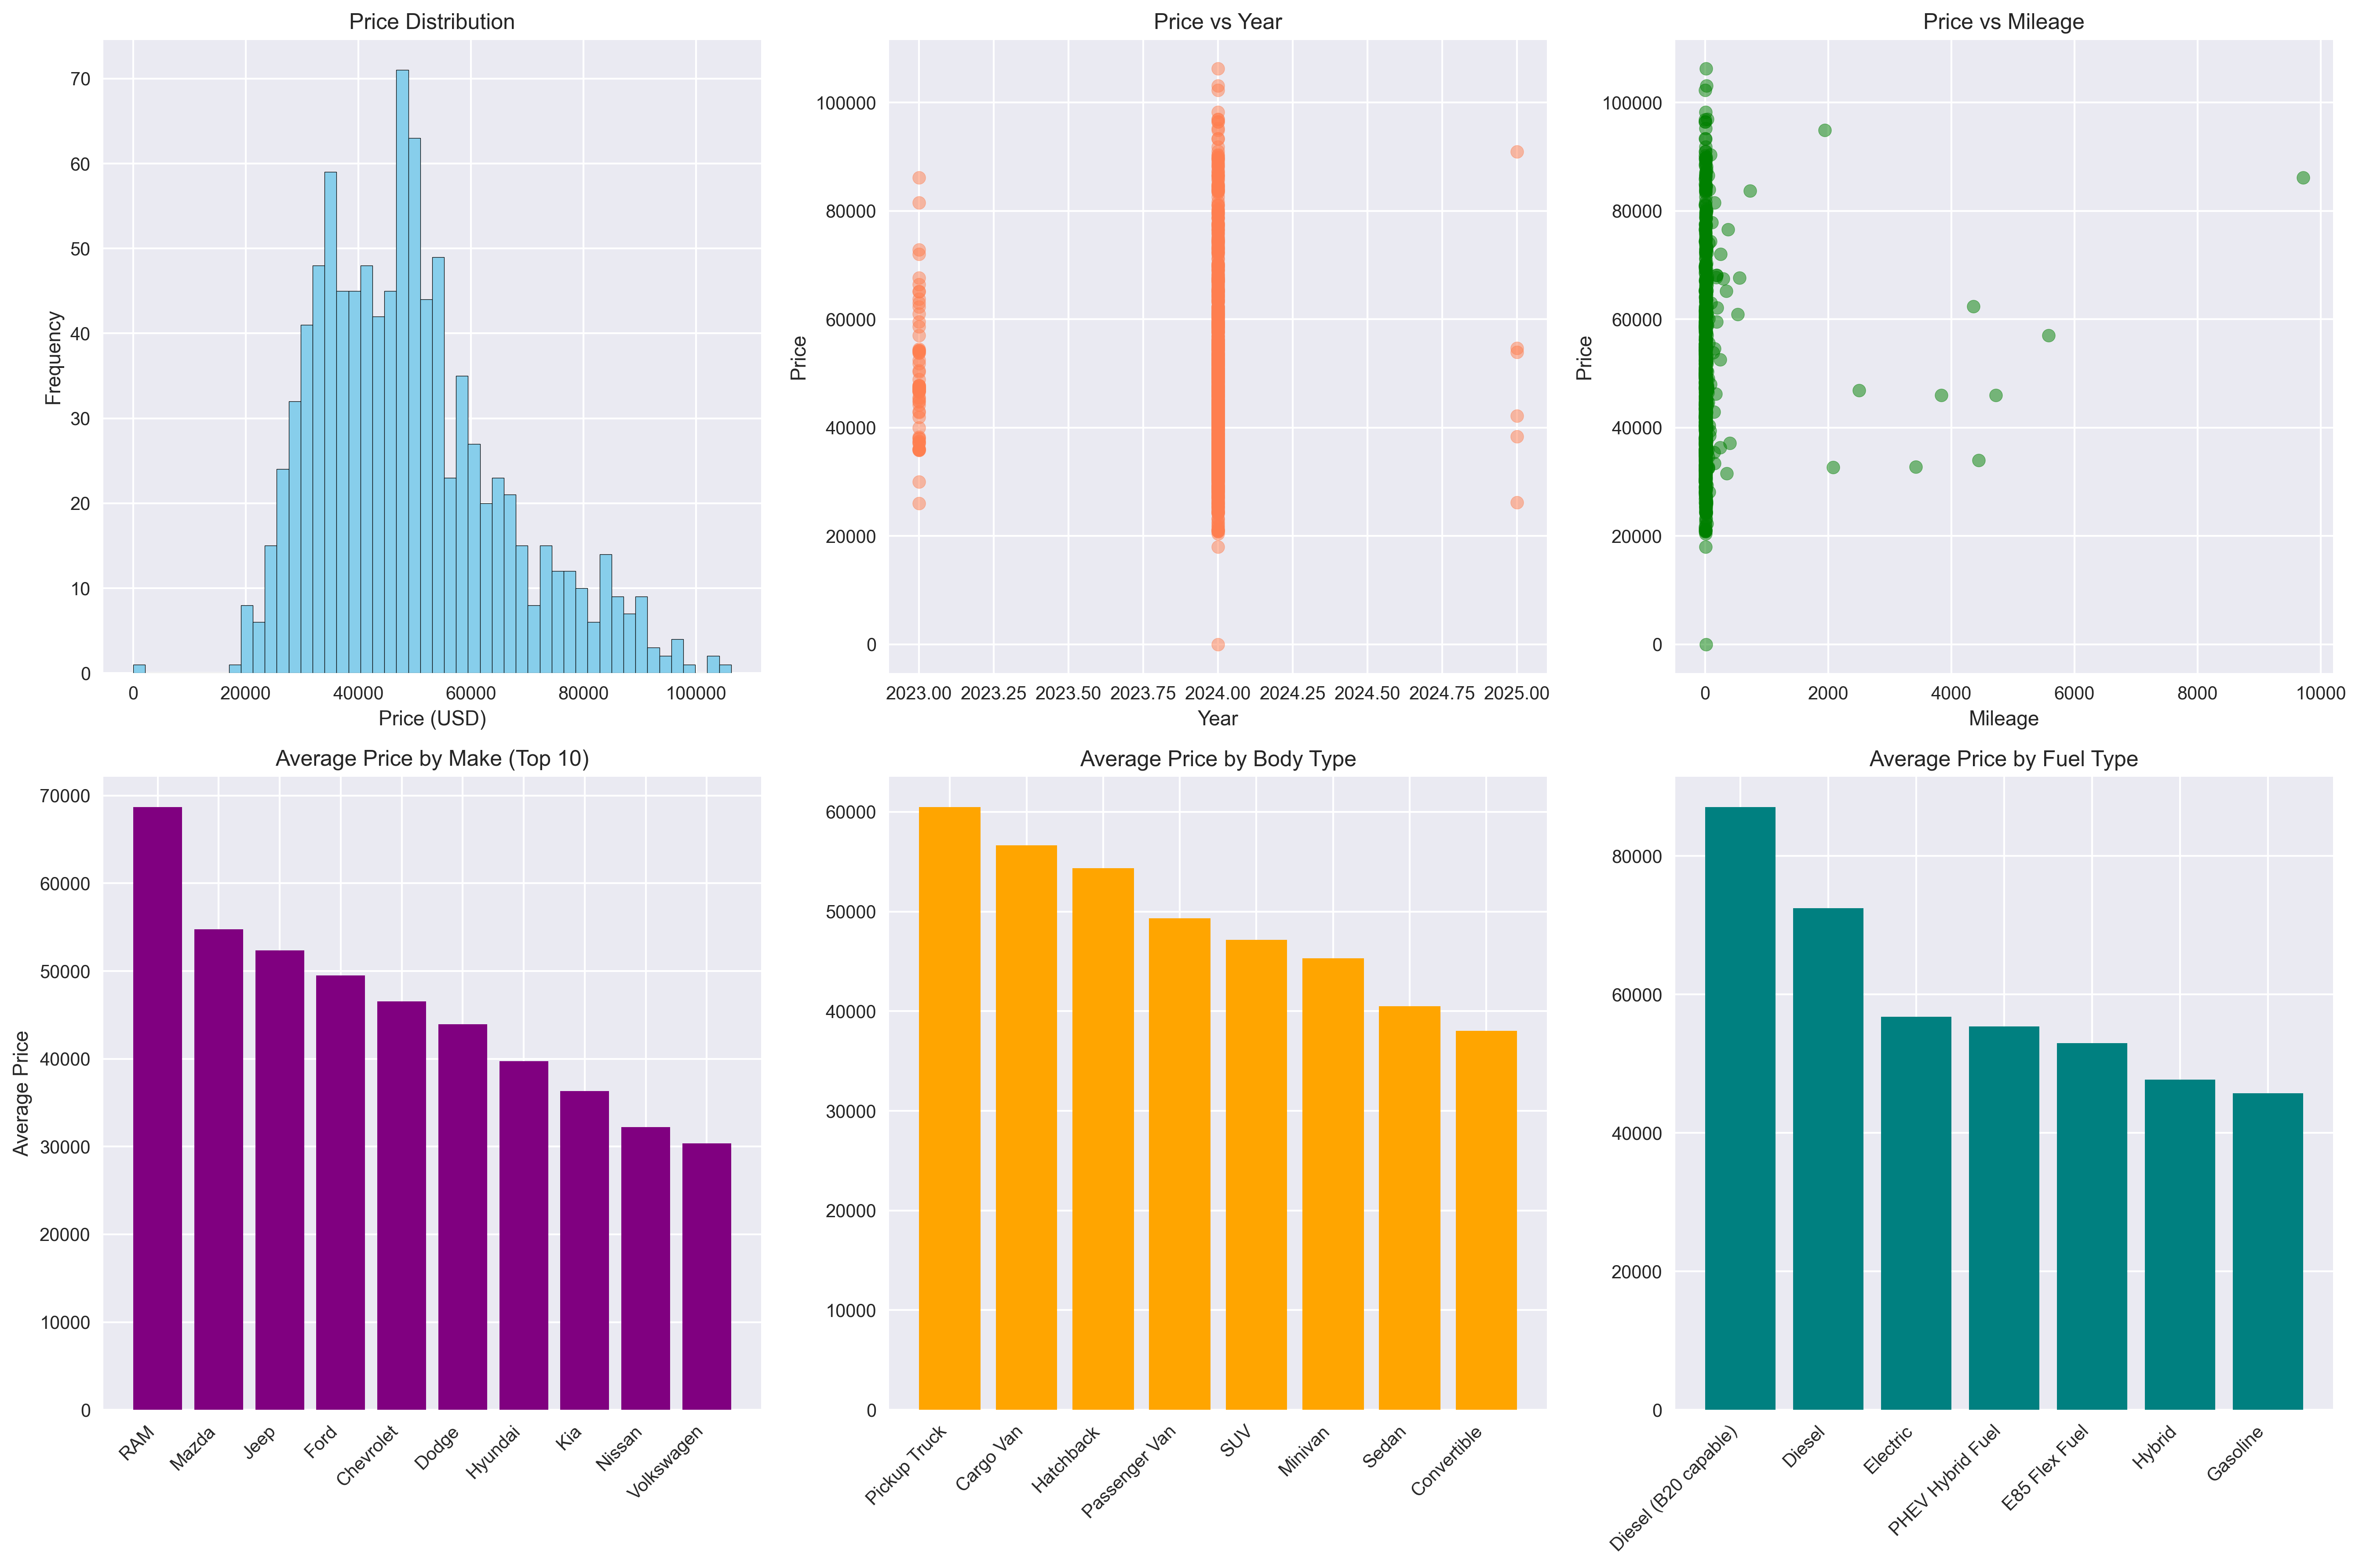 Price Distribution
70
60
50
40
30
20
10
0
Frequency
0 20000 40000 60000 80000 100000
Price (USD)
Price vs Year
100000
80000
60000
40000
20000
0
Price
2023.00 2023.25 2023.50 2023.75 2024.00 2024.25 2024.50 2024.75 2025.00
Year
Price vs Mileage
100000
80000
60000
40000
20000
0
Price
0 2000 4000 6000 8000 10000
Mileage
Average Price by Make (Top 10)
70000
60000
50000
40000
30000
20000
10000
0
Average Price
RAM
Mazda
Jeep
Ford
Chevrolet
Dodge
Hyundai
Kia
Nissan
Volkswagen
Average Price by Body Type
60000
50000
40000
30000
20000
10000
0
Pickup Truck
Cargo Van
Hatchback
Passenger Van
SUV
Minivan
Sedan
Convertible
Average Price by Fuel Type
80000
60000
40000
20000
0
Diesel (B20 capable)
Diesel
Electric
PHEV Hybrid Fuel
E85 Flex Fuel
Hybrid
Gasoline